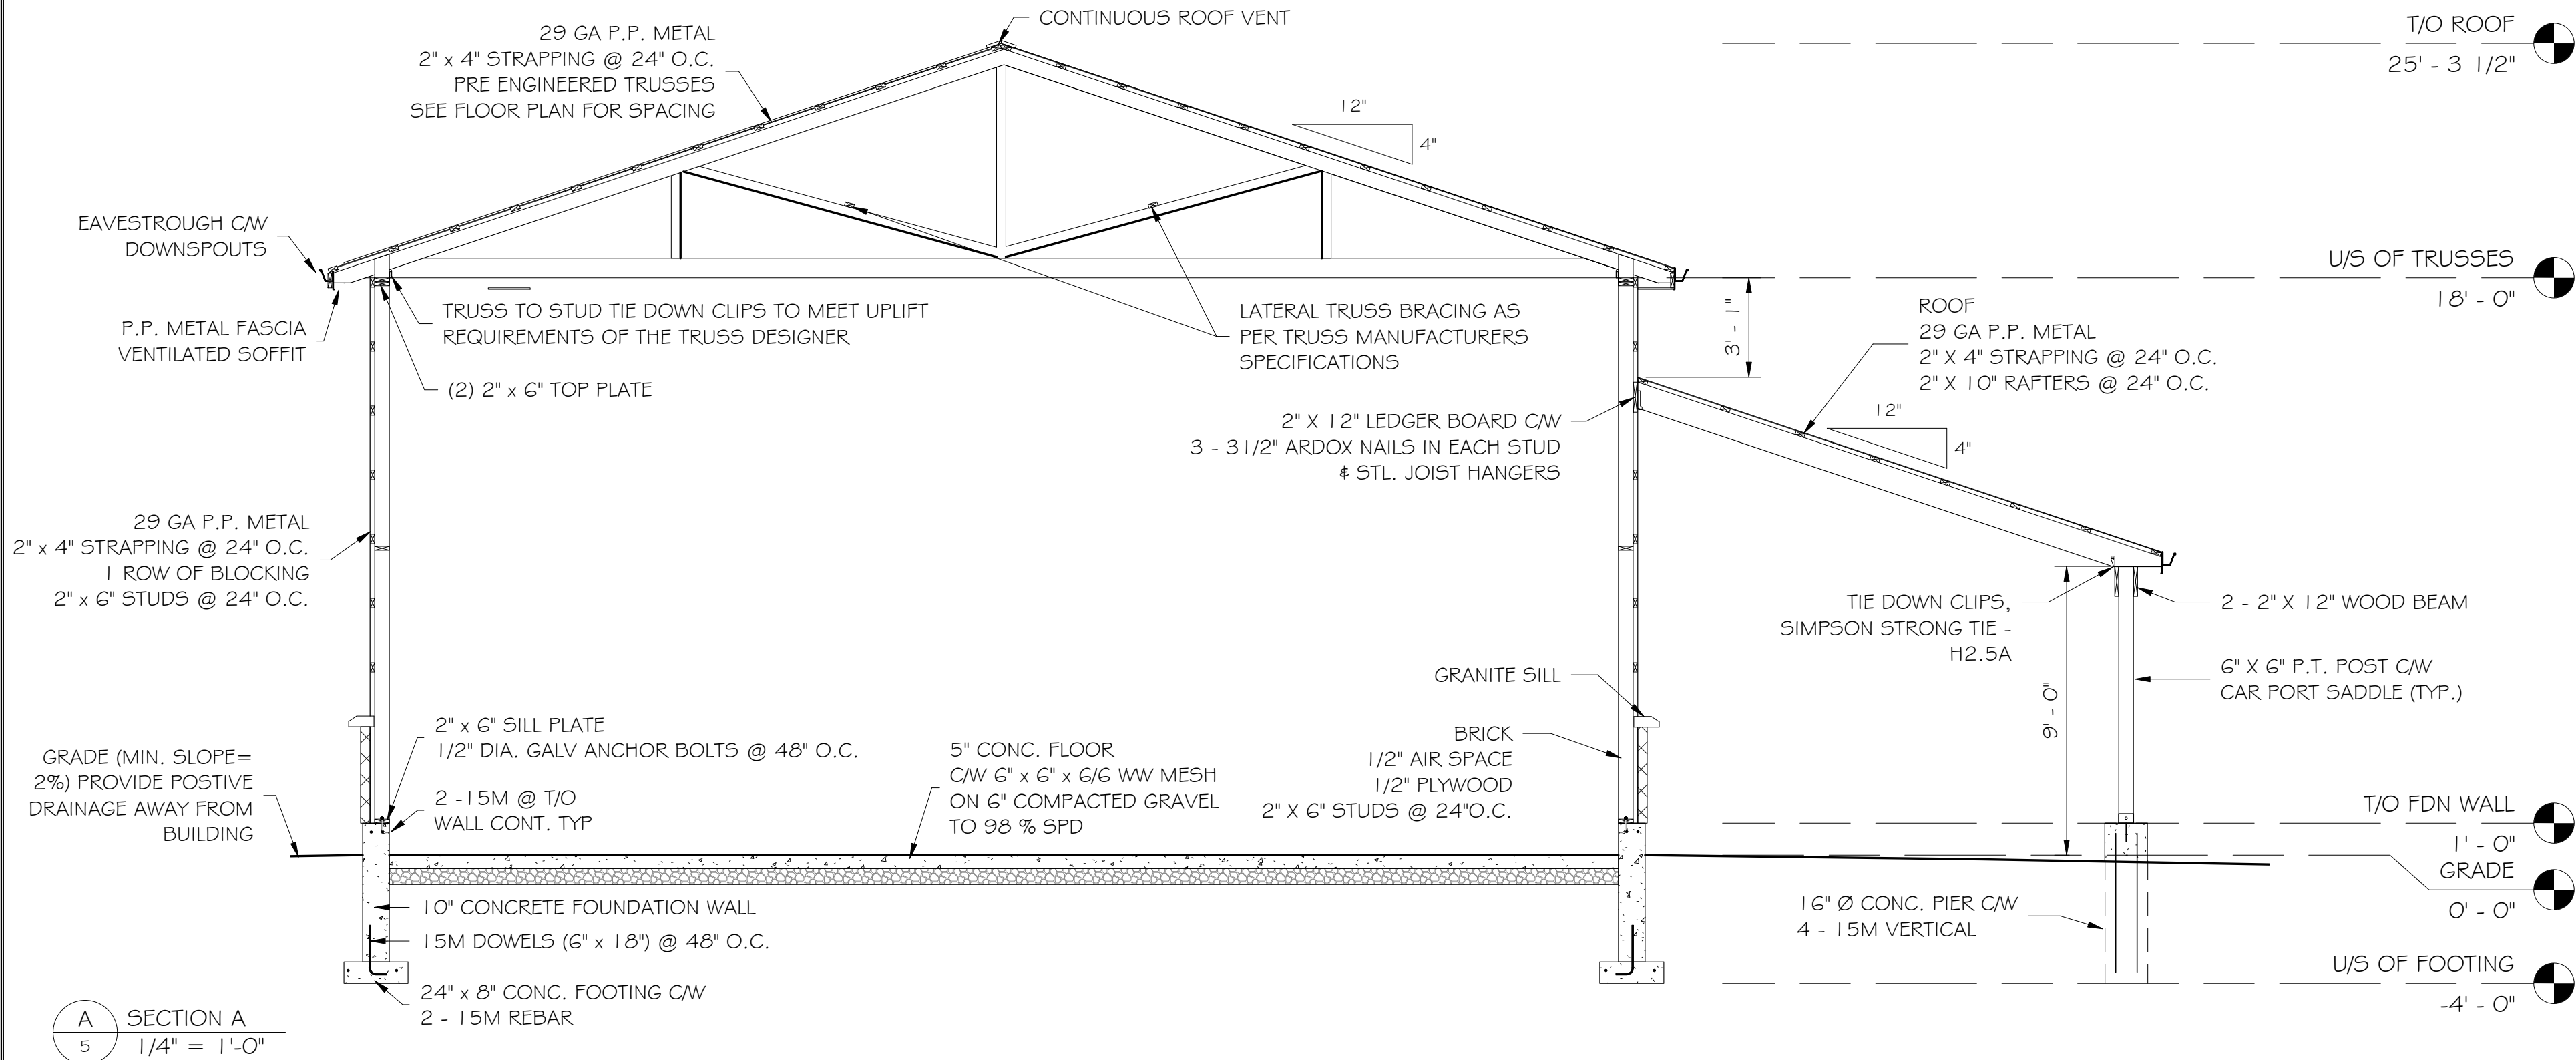 CONTINUOUS ROOF VENT
29 GA P.P. METAL
2" x 4" STRAPPING @ 24" O.C.
PRE ENGINEERED TRUSSES
SEE FLOOR PLAN FOR SPACING
T/O ROOF
25' - 3 1/2"
12"
4"
EAVESTROUGH C/W
DOWNSPOUTS
P.P. METAL FASCIA
VENTILATED SOFFIT
TRUSS TO STUD TIE DOWN CLIPS TO MEET UPLIFT
REQUIREMENTS OF THE TRUSS DESIGNER
(2) 2" x 6" TOP PLATE
LATERAL TRUSS BRACING AS
PER TRUSS MANUFACTURERS
SPECIFICATIONS
3' - 1"
U/S OF TRUSSES
18' - 0"
ROOF
29 GA P.P. METAL
2" X 4" STRAPPING @ 24" O.C.
2" X 10" RAFTERS @ 24" O.C.
12"
4"
2" X 12" LEDGER BOARD C/W
3 - 31/2" ARDOX NAILS IN EACH STUD
& STL. JOIST HANGERS
29 GA P.P. METAL
2" x 4" STRAPPING @ 24" O.C.
1 ROW OF BLOCKING
2" x 6" STUDS @ 24" O.C.
TIE DOWN CLIPS,
SIMPSON STRONG TIE -
H2.5A
2 - 2" X 12" WOOD BEAM
6" X 6" P.T. POST C/W
CAR PORT SADDLE (TYP.)
9' - 0"
GRANITE SILL
BRICK
1/2" AIR SPACE
1/2" PLYWOOD
2" X 6" STUDS @ 24"O.C.
2" x 6" SILL PLATE
1/2" DIA. GALV ANCHOR BOLTS @ 48" O.C.
2 -15M @ T/O
WALL CONT. TYP
5" CONC. FLOOR
C/W 6" x 6" x 6/6 WW MESH
ON 6" COMPACTED GRAVEL
TO 98 % SPD
GRADE (MIN. SLOPE=
2%) PROVIDE POSTIVE
DRAINAGE AWAY FROM
BUILDING
T/O FDN WALL
1' - 0"
GRADE
0' - 0"
10" CONCRETE FOUNDATION WALL
15M DOWELS (6" x 18") @ 48" O.C.
24" x 8" CONC. FOOTING C/W
2 - 15M REBAR
16" Ø CONC. PIER C/W
4 - 15M VERTICAL
U/S OF FOOTING
-4' - 0"
A
5
SECTION A
1/4" = 1'-0"